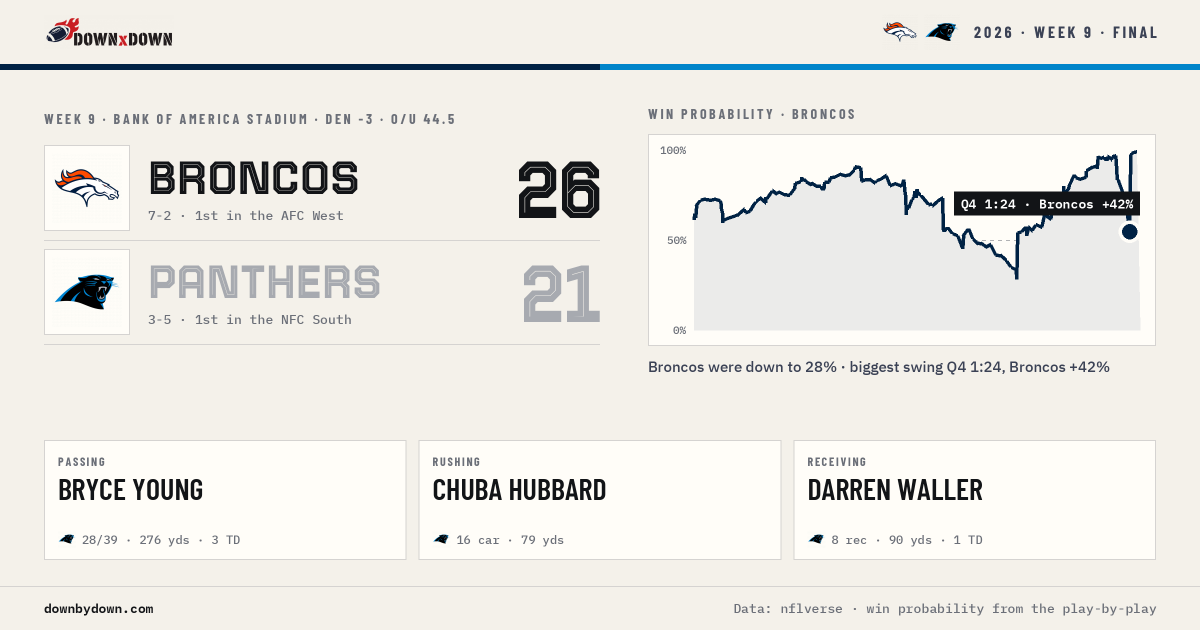 DOWNxDOWN
2026 · WEEK 9 · FINAL
WEEK 9 · BANK OF AMERICA STADIUM · DEN -3 · O/U 44.5
BRONCOS
26
7-2 · 1st in the AFC West
PANTHERS
21
3-5 · 1st in the NFC South
WIN PROBABILITY · BRONCOS
100%
Q4 1:24 · Broncos +42%
50%
0%
Broncos were down to 28% · biggest swing Q4 1:24, Broncos +42%
PASSING
BRYCE YOUNG
28/39 · 276 yds · 3 TD
RUSHING
CHUBA HUBBARD
16 car · 79 yds
RECEIVING
DARREN WALLER
8 rec · 90 yds · 1 TD
downbydown.com
Data: nflverse · win probability from the play-by-play